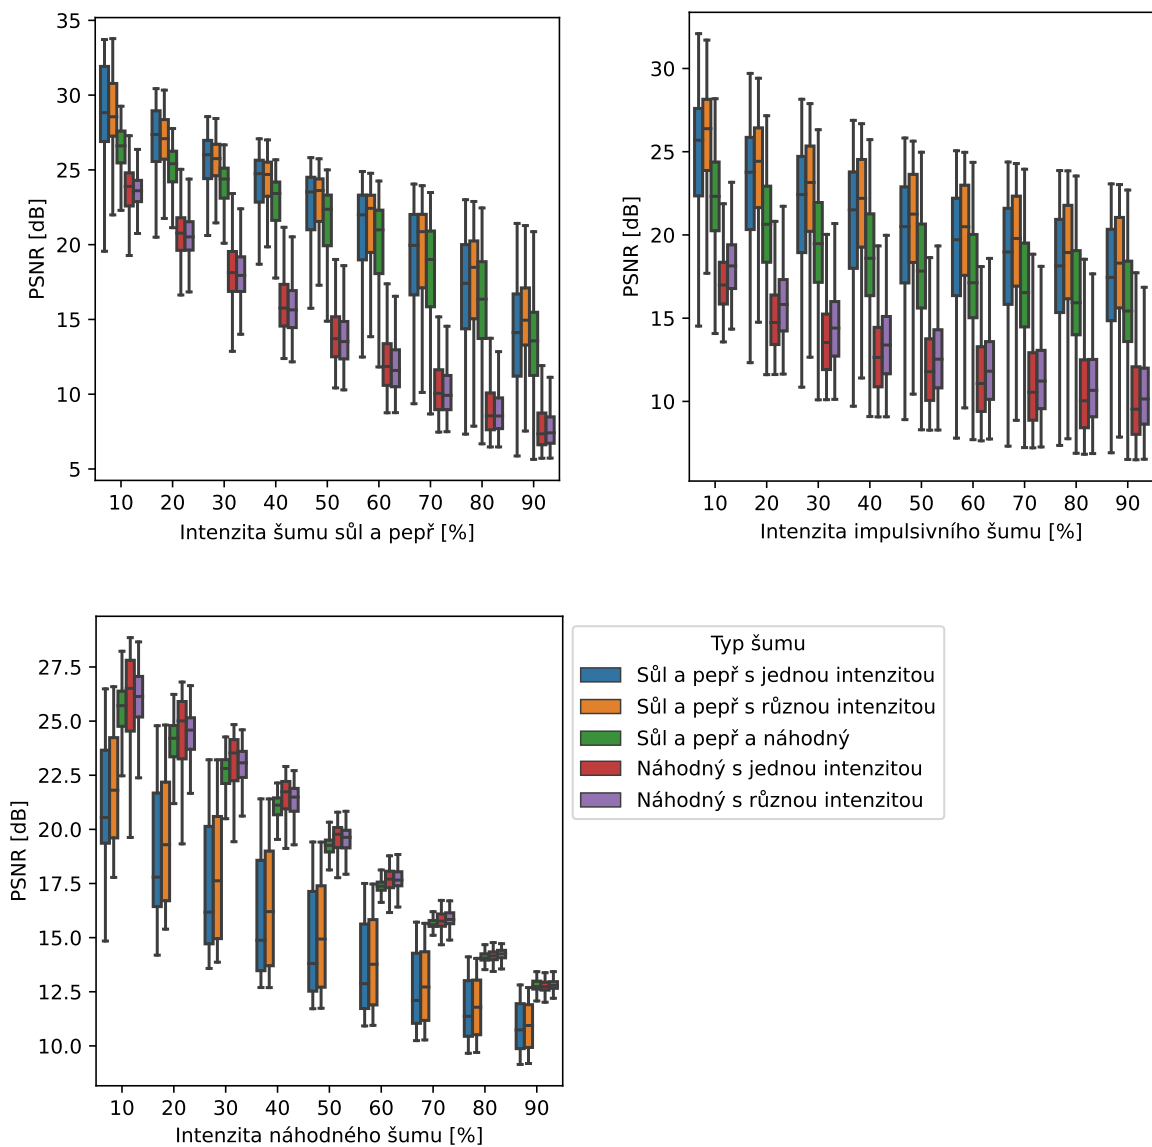 35
30
25
20
15
10
5
PSNR [dB]
10 20 30 40 50 60 70 80 90
Intenzita šumu sůl a pepř [%]
30
25
20
15
10
PSNR [dB]
10 20 30 40 50 60 70 80 90
Intenzita impulsivního šumu [%]
27.5
25.0
22.5
20.0
17.5
15.0
12.5
10.0
PSNR [dB]
10 20 30 40 50 60 70 80 90
Intenzita náhodného šumu [%]
Typ šumu
Sůl a pepř s jednou intenzitou
Sůl a pepř s různou intenzitou
Sůl a pepř a náhodný
Náhodný s jednou intenzitou
Náhodný s různou intenzitou